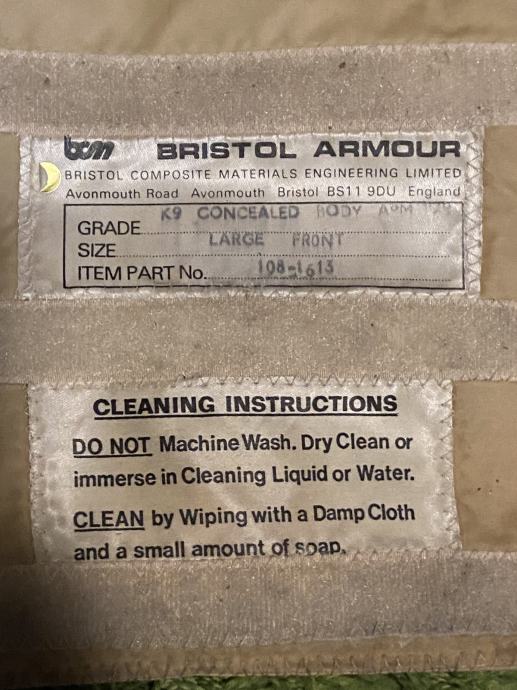 bcm BRISTOL ARMOUR
BRISTOL COMPOSITE MATERIALS ENGINEERING LIMITED
Avonmouth Road Avonmouth Bristol BS11 9DU England
GRADE K9 CONCEALED BODY
SIZE LARGE FRONT
ITEM PART No. 108-1613
CLEANING INSTRUCTIONS
DO NOT Machine Wash. Dry Clean or
immerse in Cleaning Liquid or Water.
CLEAN by Wiping with a Damp Cloth
and a small amount of soap.